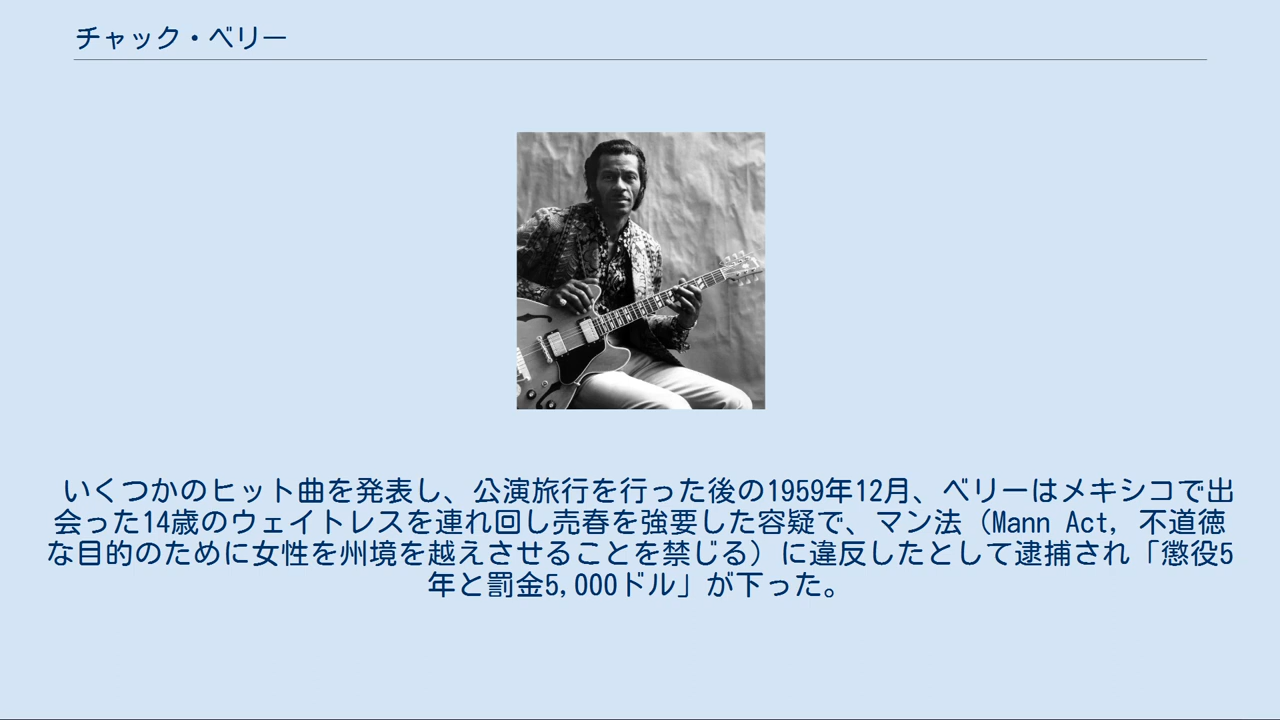 チャック・ベリー
いくつかのヒット曲を発表し、公演旅行を行った後の1959年12月、ベリーはメキシコで出
会った14歳のウェイトレスを連れ回し売春を強要した容疑で、マン法（Mann Act, 不道徳
な目的のために女性を州境を越えさせることを禁じる）に違反したとして逮捕され「懲役5
年と罰金5,000ドル」が下った。